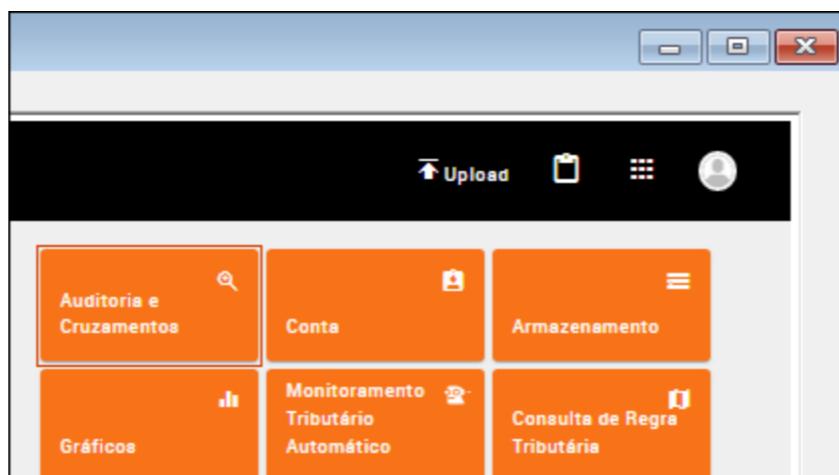 Upload
Auditoria e
Cruzamentos
Conta
Armazenamento
Gráficos
Monitoramento
Tributário
Automático
Consulta de Regra
Tributária